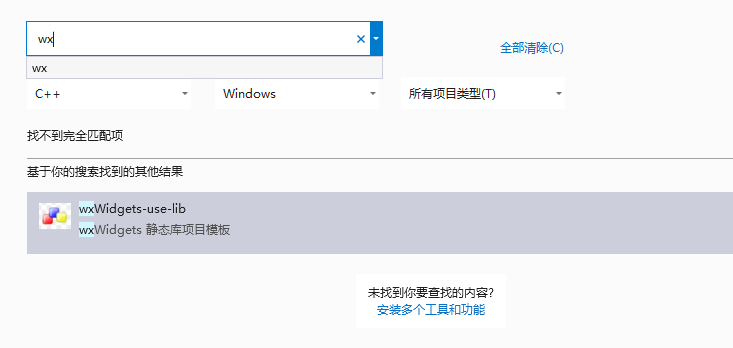 wx
全部清除(C)
wx
C++
Windows
所有项目类型(T)
找不到完全匹配项
基于你的搜索找到的其他结果
wxWidgets-use-lib
wxWidgets 静态库项目模板
未找到你要查找的内容?
安装多个工具和功能